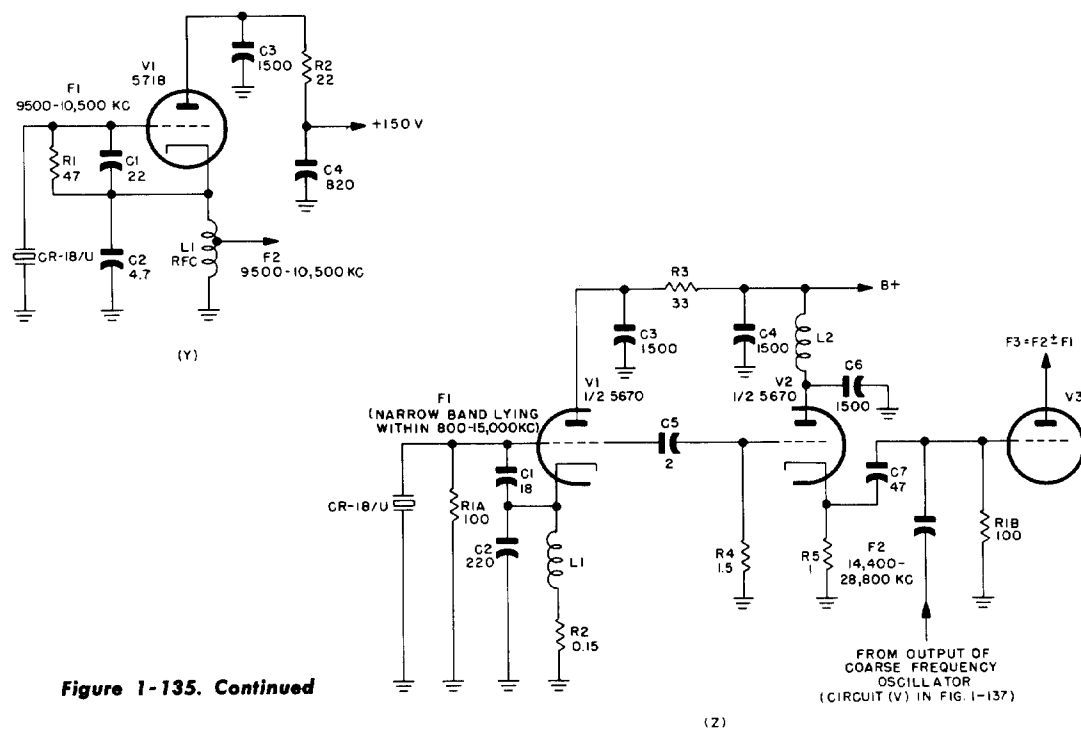 C3
1500
R2
22
V1
5718
F1
9500-10,500 KC
+150 V
R1
47
C1
22
C4
820
CR-18/U
C2
4.7
L1
RFC
F2
9500-10,500 KC
(Y)
R3
33
B+
C3
1500
C4
1500
L2
F3=F2±F1
C6
1500
V1
1/2 5670
V2
1/2 5670
V3
F1
(NARROW BAND LYING
WITHIN 800-15,000KC)
C5
2
C1
18
C7
47
CR-18/U
R1A
100
C2
220
L1
R4
1.5
R5
1
F2
14,400-
28,800 KC
R1B
100
R2
0.15
FROM OUTPUT OF
COARSE FREQUENCY
OSCILLATOR
(CIRCUIT (V) IN FIG. 1-137)
Figure 1-135. Continued
(Z)